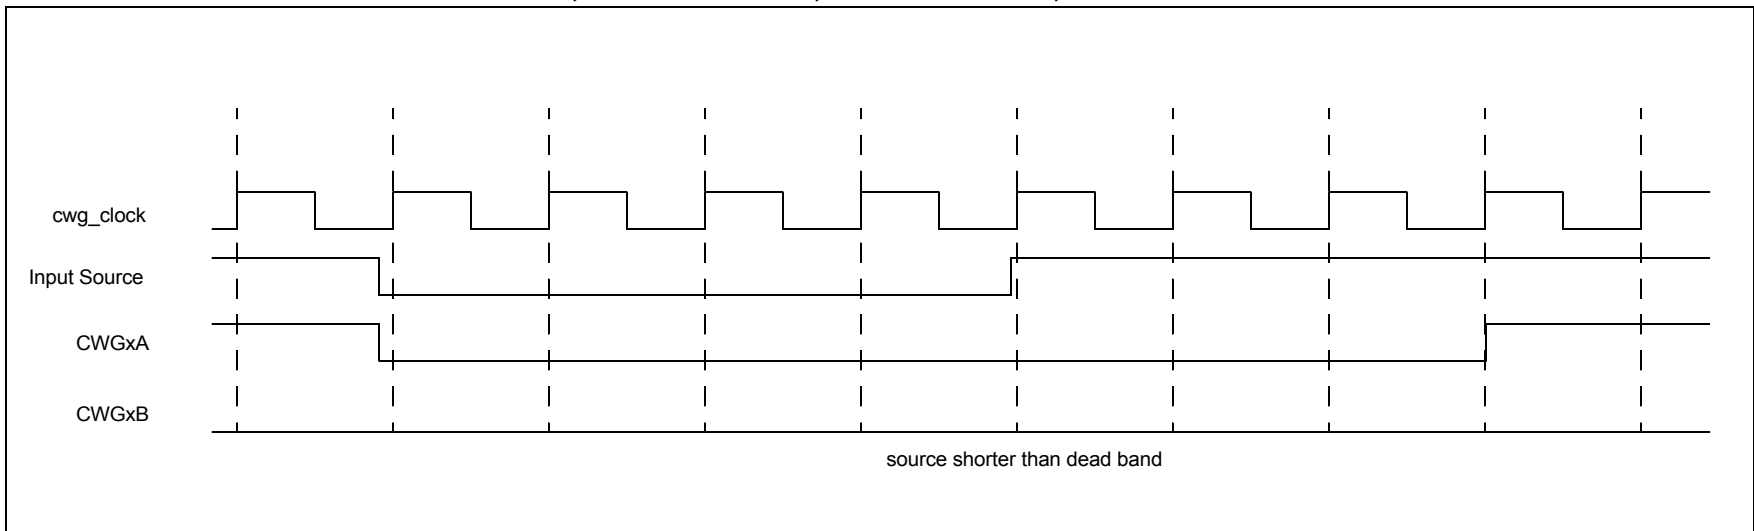 cwg_clock
Input Source
CWGxA
CWGxB
source shorter than dead band